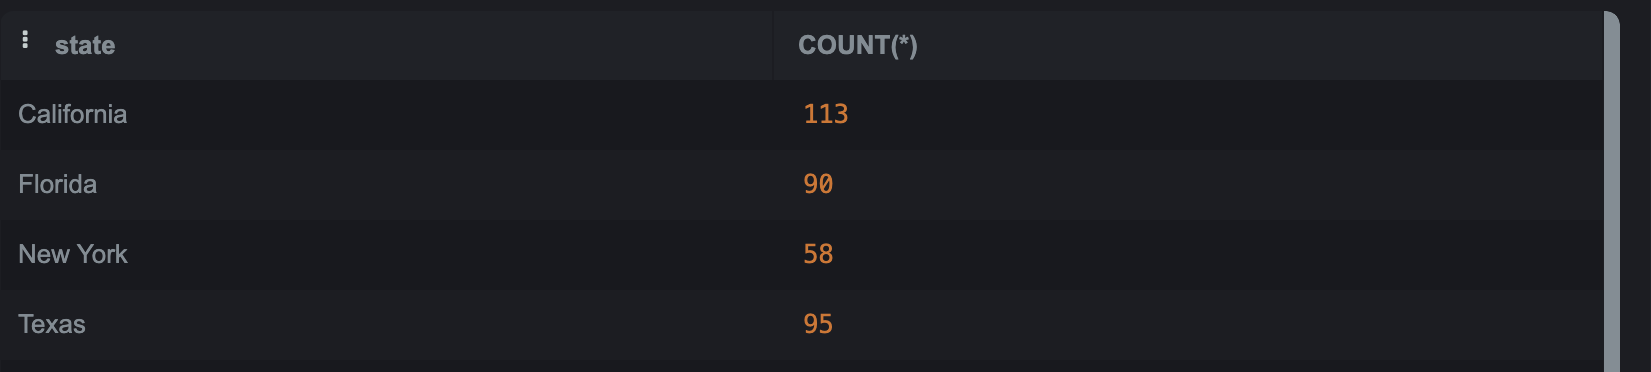 state COUNT(*)
California 113
Florida 90
New York 58
Texas 95